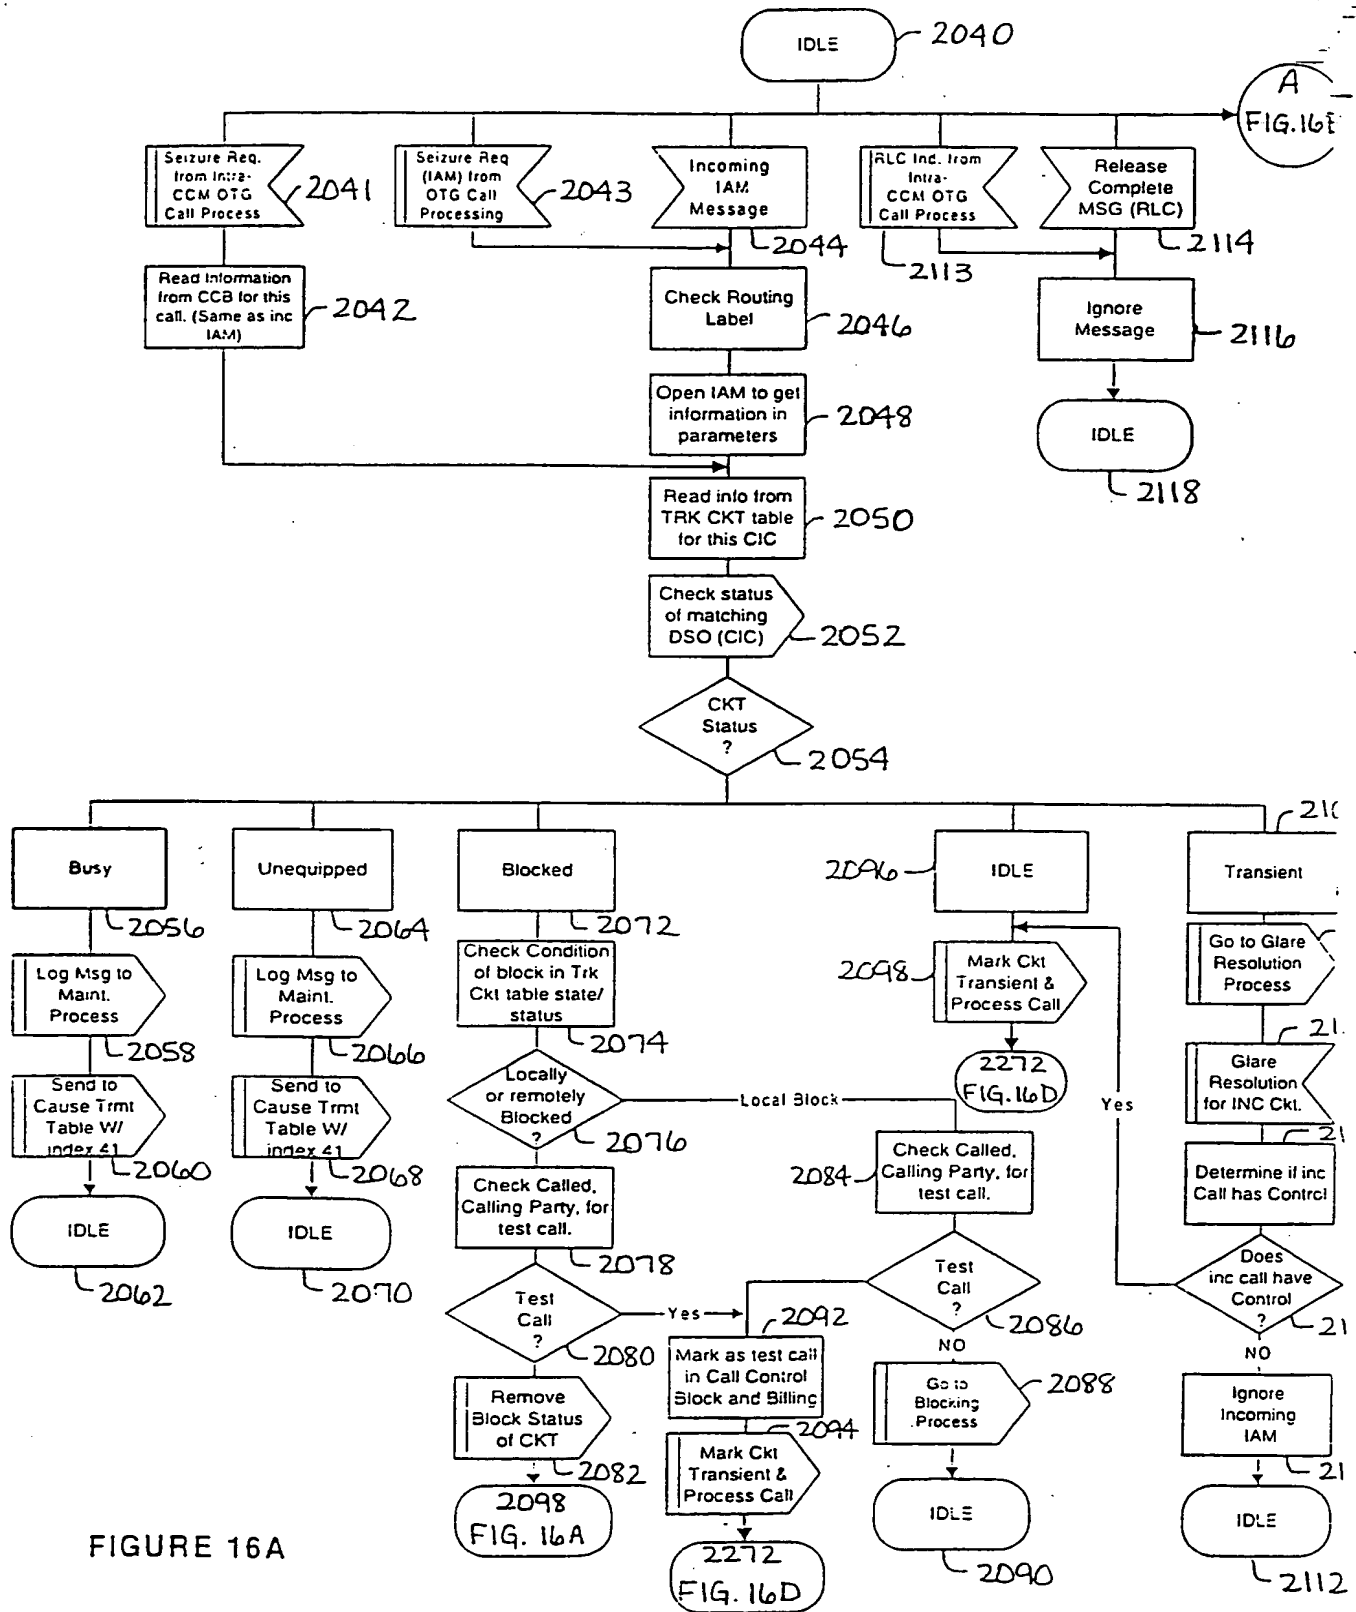 IDLE
2040
A
FIG.16
Seizure Req.
from Intra-
CCM OTG
Call Process
2041
Seizure Req
(IAM) from
OTG Call
Processing
2043
Incoming
IAM
Message
2044
RLC Ind. from
Intra-
CCM OTG
Call Process
2113
Release
Complete
MSG (RLC)
2114
Read Information
from CCB for this
call. (Same as inc
IAM)
2042
Check Routing
Label
2046
Ignore
Message
2116
Open IAM to get
information in
parameters
2048
IDLE
2118
Read info from
TRK CKT table
for this CIC
2050
Check status
of matching
DSO (CIC)
2052
CKT
Status
?
2054
Busy
2056
Unequipped
2064
Blocked
2072
2096
IDLE
Transient
Log Msg to
Maint.
Process
2058
Log Msg to
Maint.
Process
2066
Check Condition
of block in Trk
Ckt table state/
status
2074
2098
Mark Ckt
Transient &
Process Call
Go to Glare
Resolution
Process
2272
FIG.16D
Send to
Cause Trmt
Table W/
index 41
2060
Send to
Cause Trmt
Table W/
index 41
2068
Locally
or remotely
Blocked
?
2076
Local Block
Yes
Glare
Resolution
for INC Ckt.
IDLE
2062
IDLE
2070
Check Called,
Calling Party, for
test call.
2078
2084
Check Called,
Calling Party, for
test call.
Determine if inc
Call has Control
Test
Call
?
2080
Yes
Test
Call
?
2086
NO
Does
inc call have
Control
?
NO
2092
Mark as test call
in Call Control
Block and Billing
Remove
Block Status
of CKT
2082
2094
Mark Ckt
Transient &
Process Call
Go to
Blocking
Process
2088
Ignore
Incoming
IAM
2098
FIG. 16A
2272
FIG. 16D
IDLE
2090
IDLE
2112
FIGURE 16A